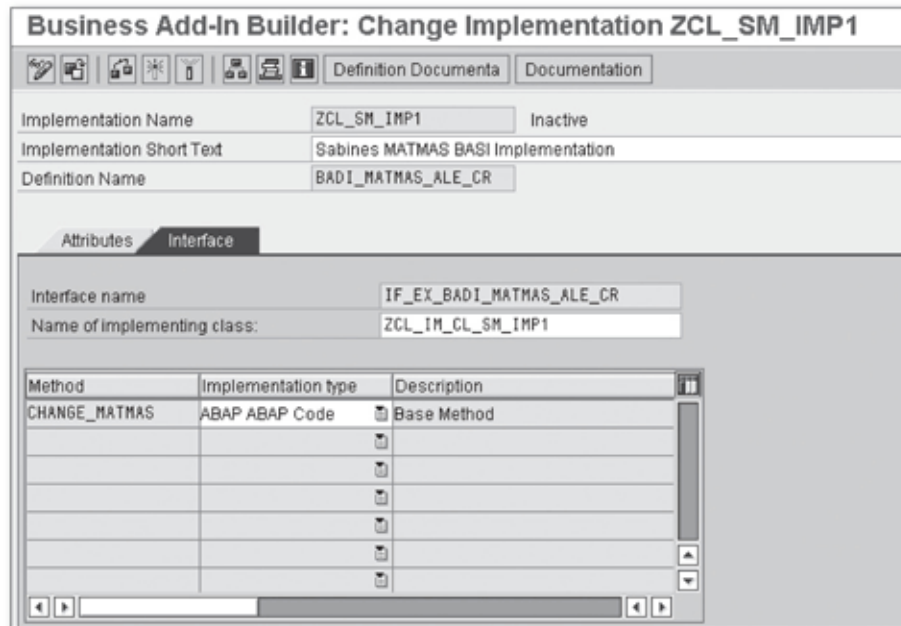 Business Add-In Builder: Change Implementation ZCL_SM_IMP1
Definition Documenta Documentation
Implementation Name ZCL_SM_IMP1 Inactive
Implementation Short Text Sabines MATMAS BASI Implementation
Definition Name BADI_MATMAS_ALE_CR
Attributes Interface
Interface name IF_EX_BADI_MATMAS_ALE_CR
Name of implementing class: ZCL_IM_CL_SM_IMP1
Method Implementation type Description
CHANGE_MATMAS ABAP ABAP Code Base Method